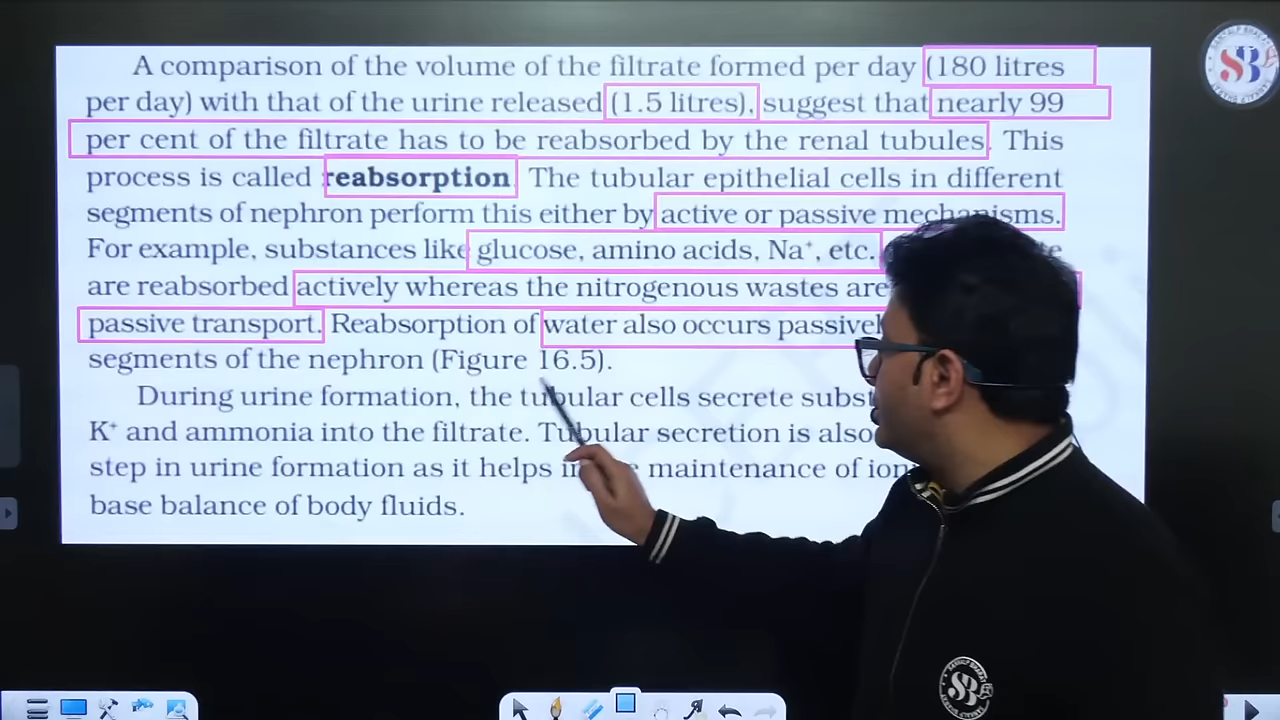 A comparison of the volume of the filtrate formed per day (180 litres
per day) with that of the urine released (1.5 litres), suggest that nearly 99
per cent of the filtrate has to be reabsorbed by the renal tubules. This
process is called reabsorption. The tubular epithelial cells in different
segments of nephron perform this either by active or passive mechanisms.
For example, substances like glucose, amino acids, Na⁺, etc.,
are reabsorbed actively whereas the nitrogenous wastes are
passive transport. Reabsorption of water also occurs
segments of the nephron (Figure 16.5).
During urine formation, the tubular cells secrete
K⁺ and ammonia into the filtrate. Tubular secretion is also
step in urine formation as it helps maintenance of
base balance of body fluids.
SB
SB